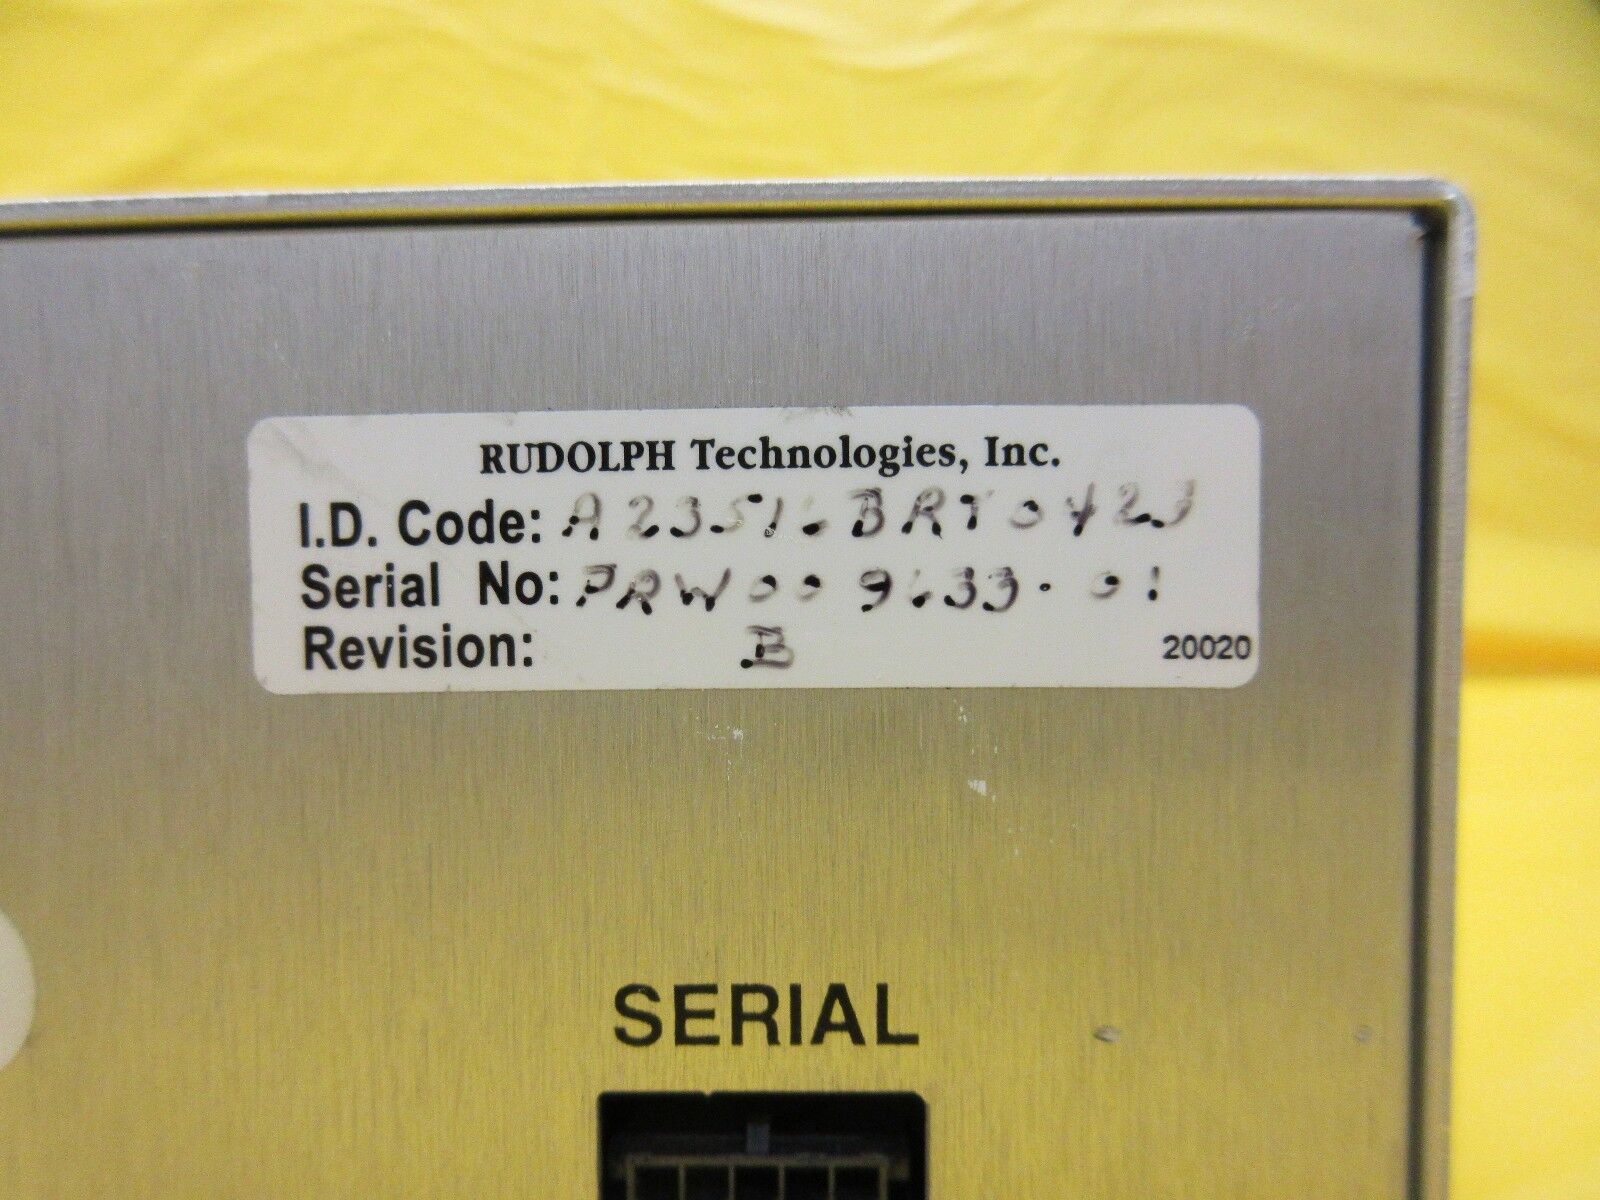 RUDOLPH Technologies, Inc.
I.D. Code: A23516BRT0423
Serial No: PRW009633-01
Revision: B
20020
SERIAL